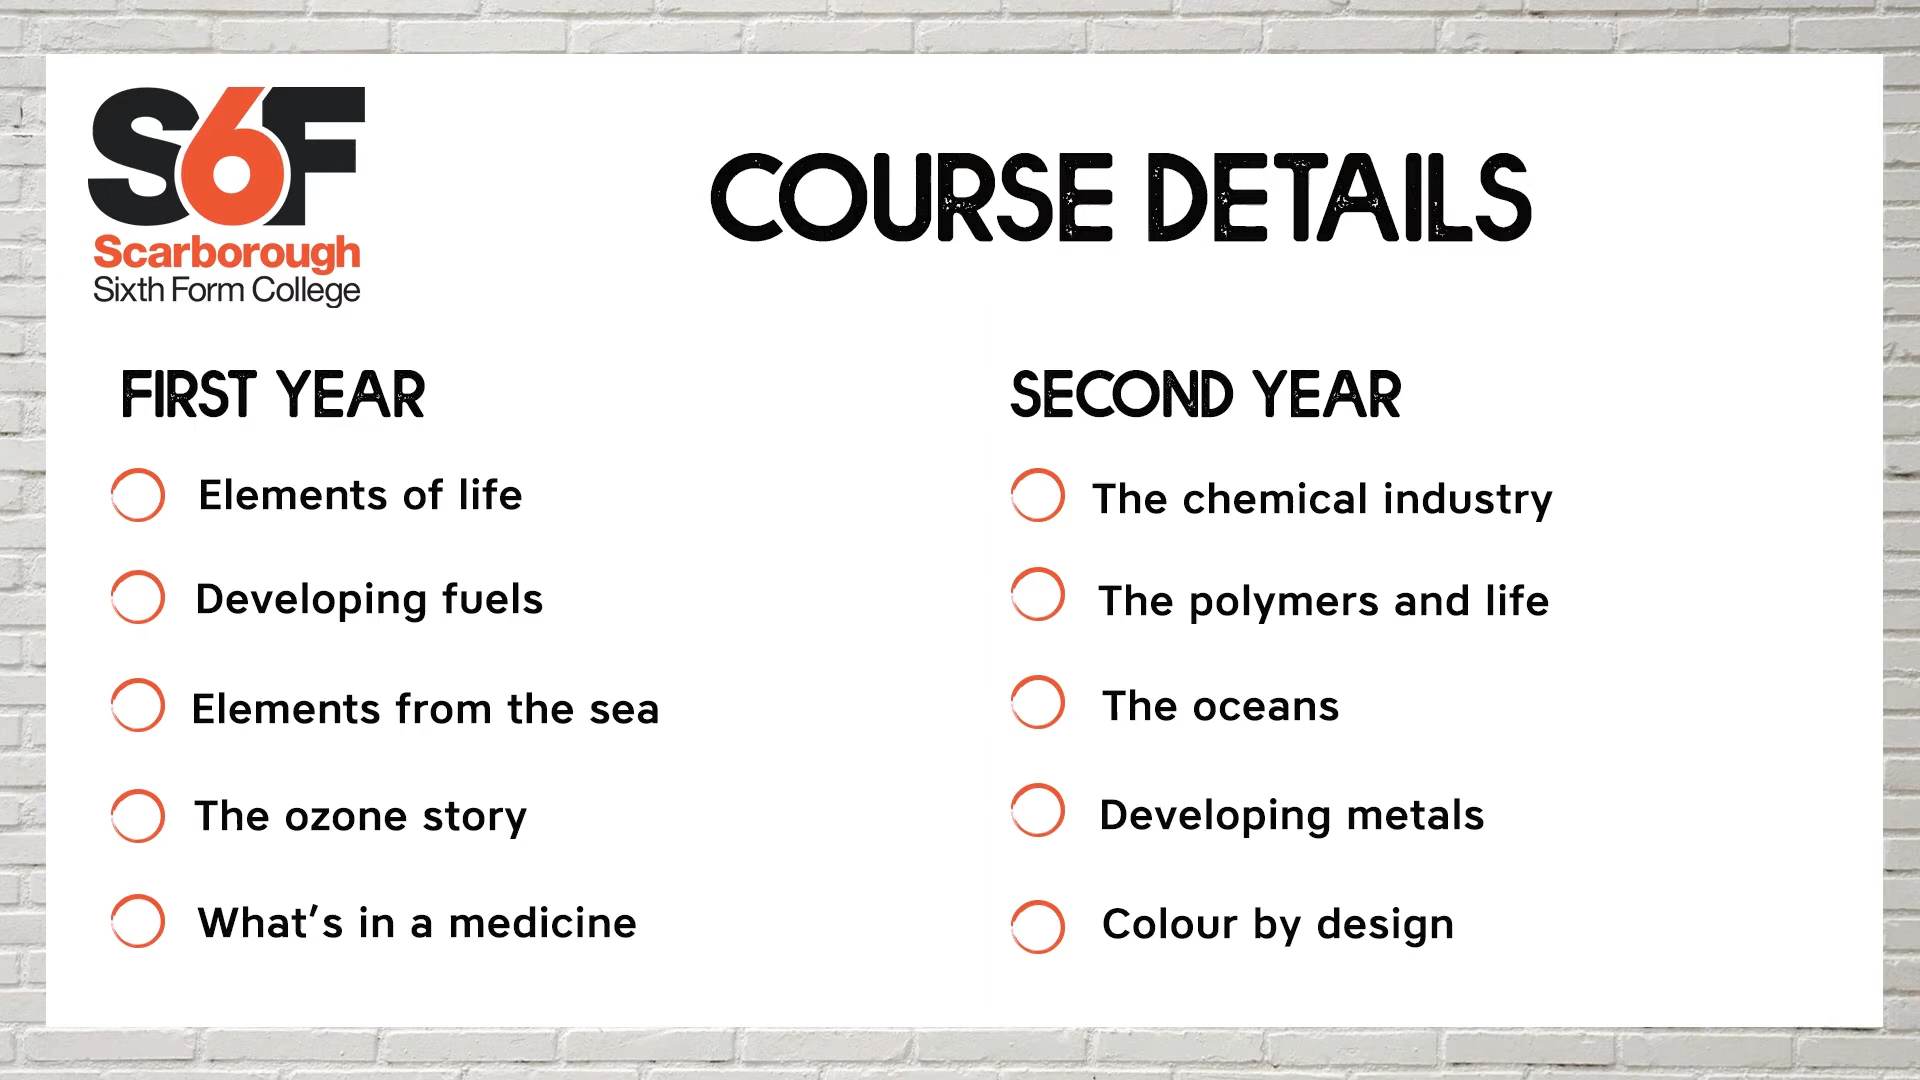 S6F
Scarborough
Sixth Form College
COURSE DETAILS
FIRST YEAR
Elements of life
Developing fuels
Elements from the sea
The ozone story
What's in a medicine
SECOND YEAR
The chemical industry
The polymers and life
The oceans
Developing metals
Colour by design